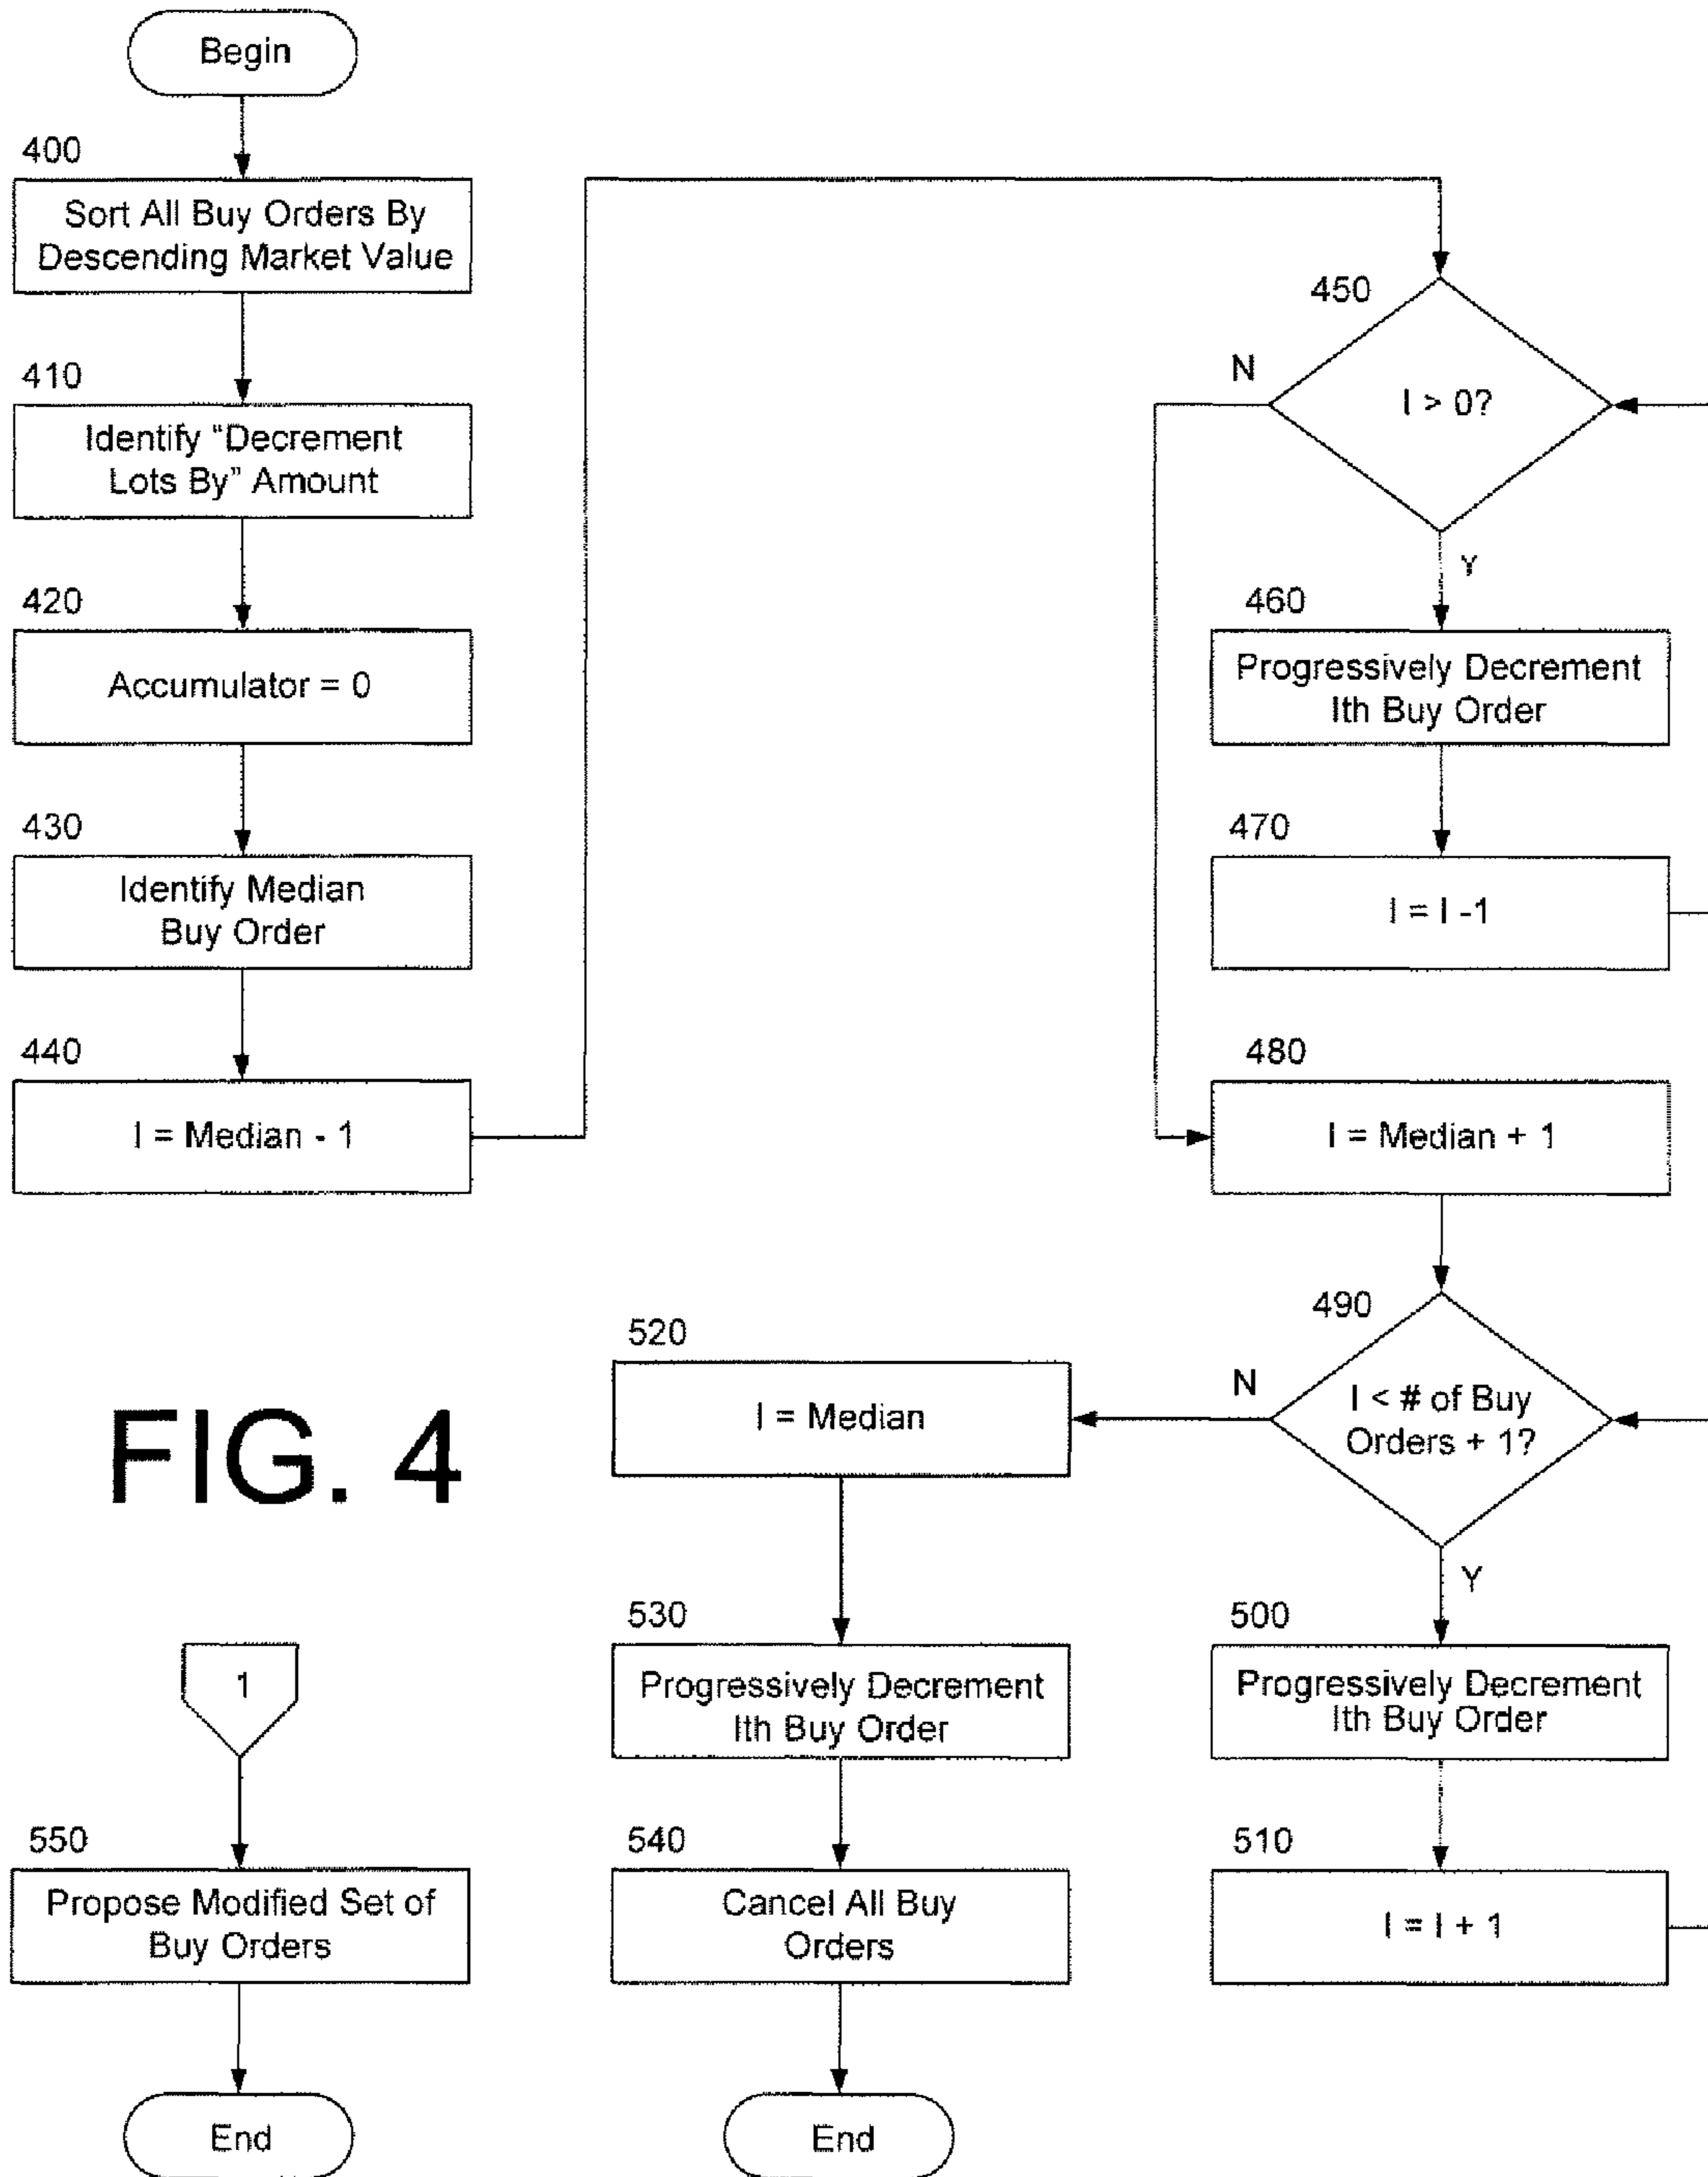 Begin
400
Sort All Buy Orders By
Descending Market Value
410
Identify "Decrement
Lots By" Amount
420
Accumulator = 0
430
Identify Median
Buy Order
440
I = Median - 1
450
I > 0?
N
Y
460
Progressively Decrement
Ith Buy Order
470
I = I -1
480
I = Median + 1
490
I < # of Buy
Orders + 1?
N
Y
500
Progressively Decrement
Ith Buy Order
510
I = I + 1
520
I = Median
530
Progressively Decrement
Ith Buy Order
540
Cancel All Buy
Orders
End
FIG. 4
1
550
Propose Modified Set of
Buy Orders
End